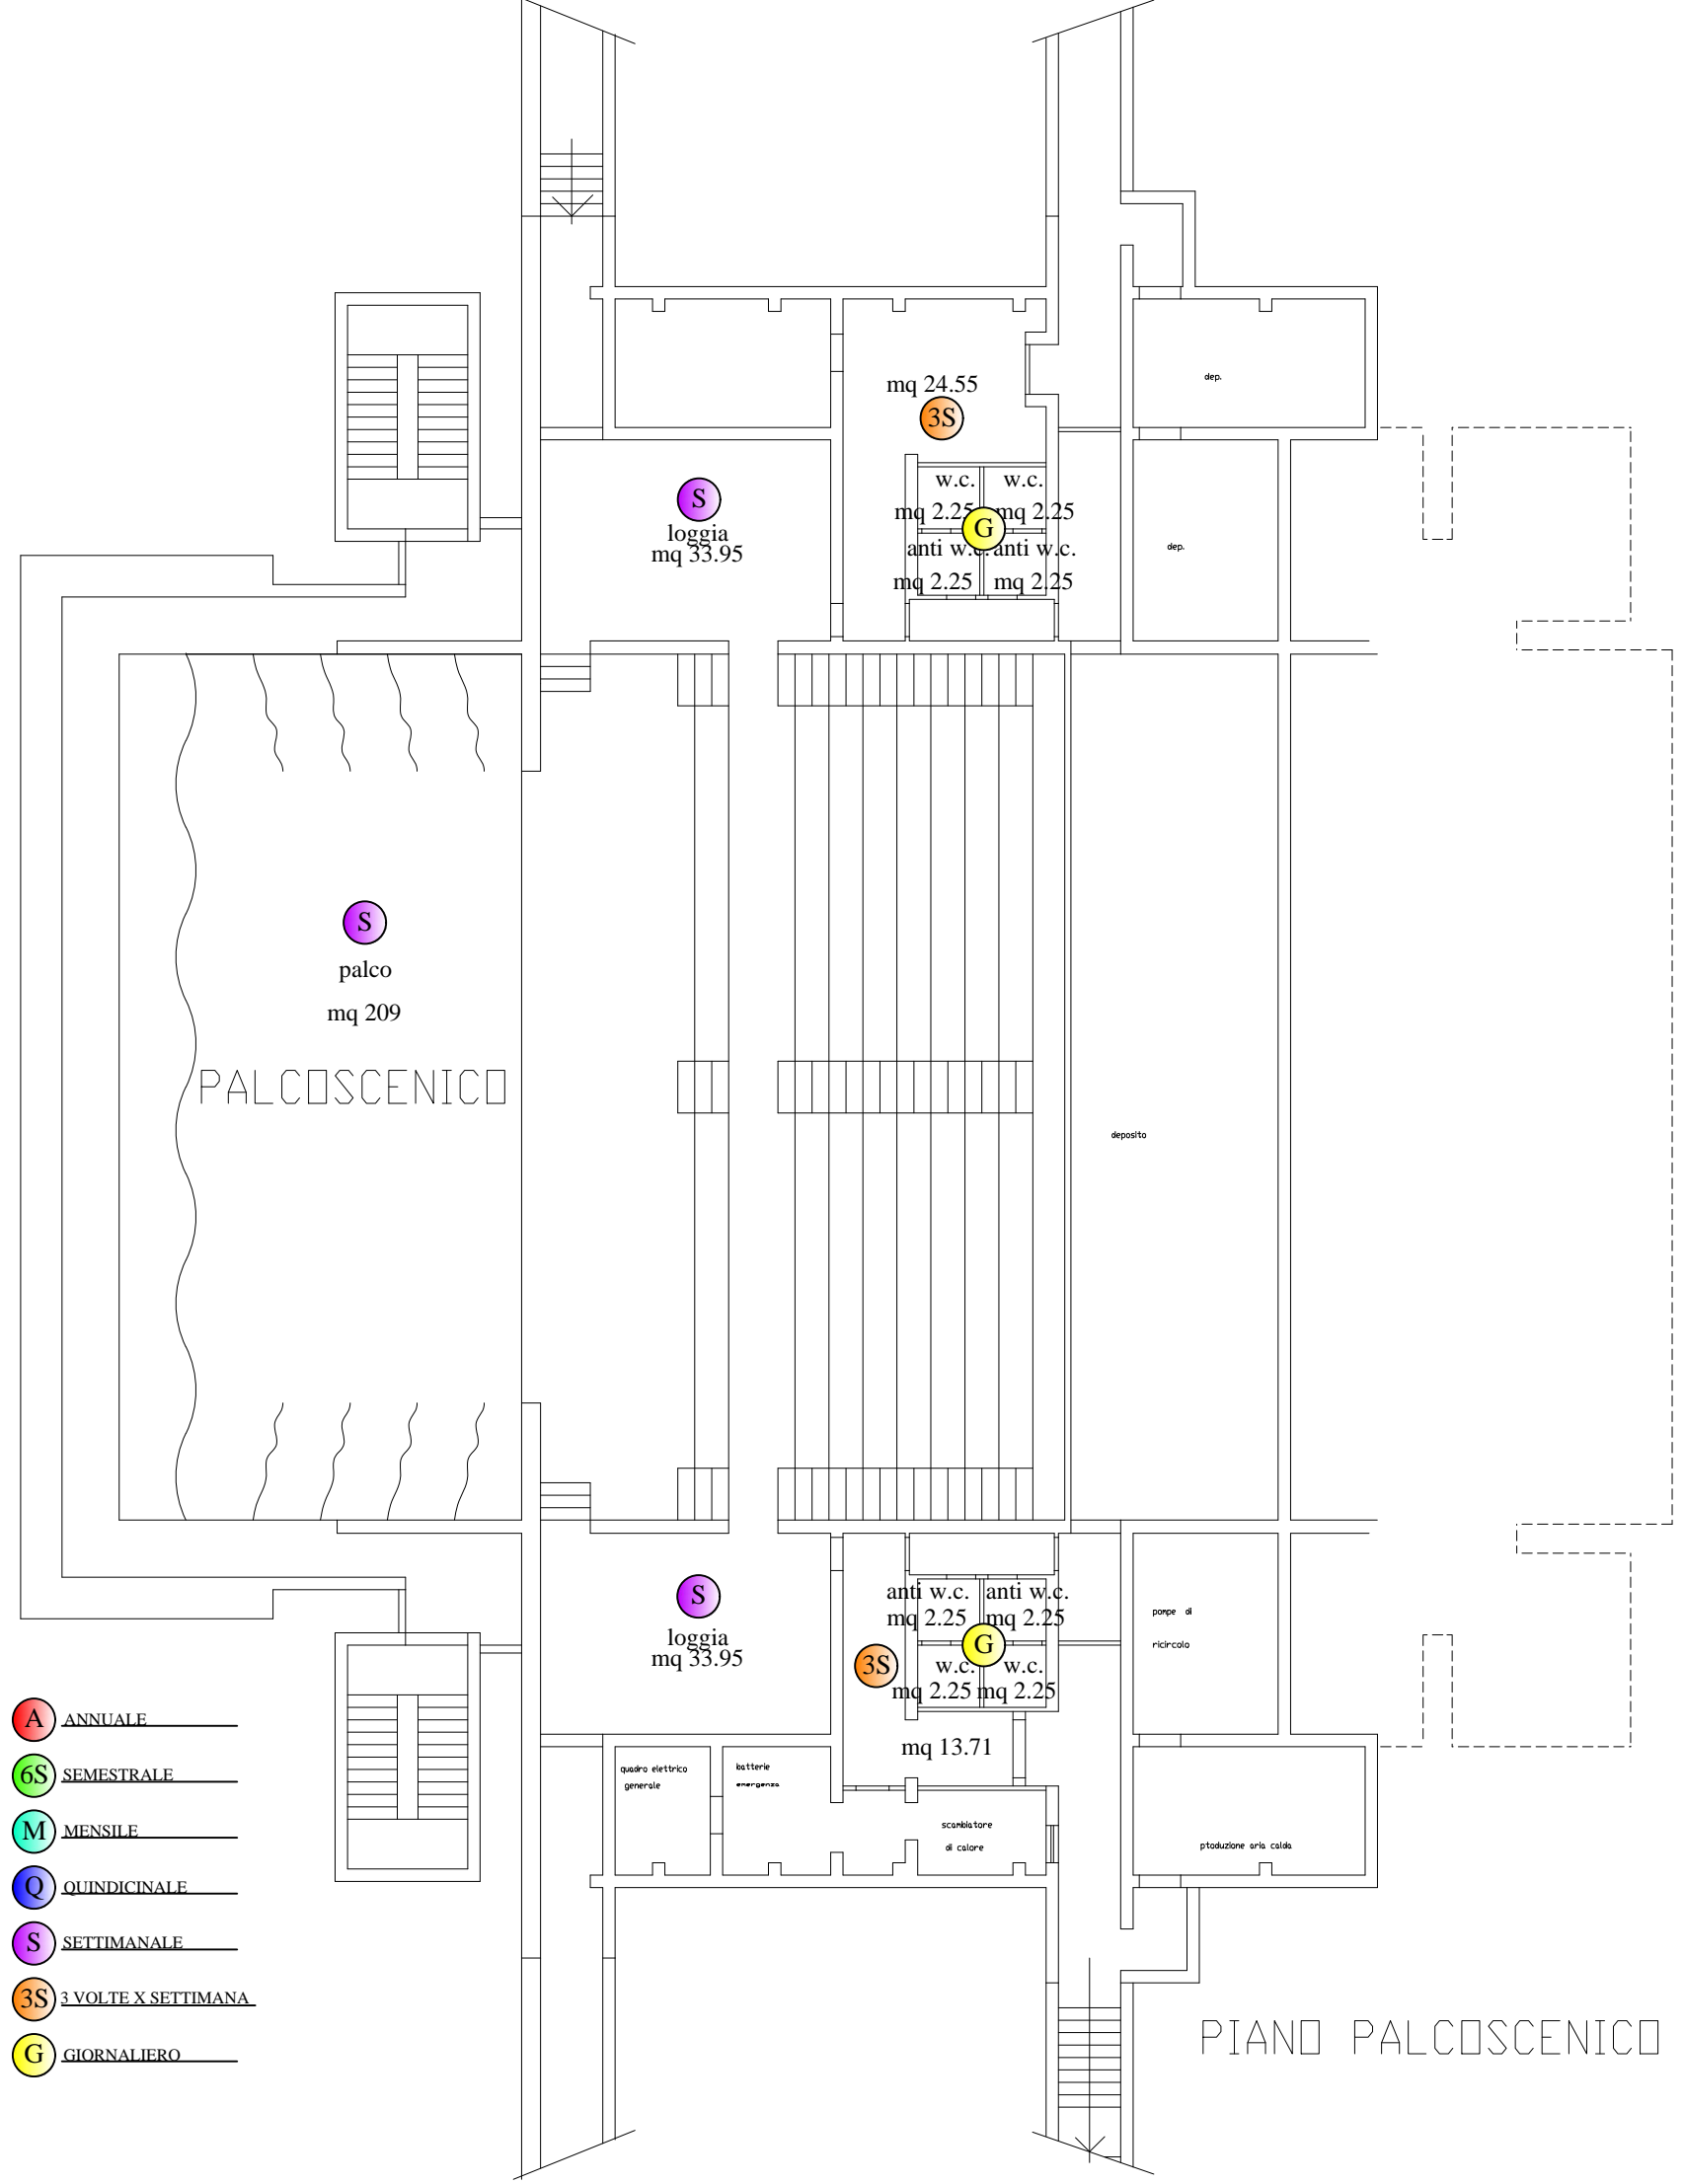 mq 24.55
3S
dep.
w.c.
w.c.
mq 2.25
mq 2.25
G
anti w.c.
anti w.c.
mq 2.25
mq 2.25
S
loggia
mq 33.95
dep.
S
palco
mq 209
PALCOSCENICO
deposito
S
loggia
mq 33.95
anti w.c.
anti w.c.
mq 2.25
mq 2.25
G
3S
w.c.
w.c.
mq 2.25
mq 2.25
mq 13.71
pompe di
ricircolo
quadro elettrico
generale
batterie
emergenza
scambiatore
di calore
ptoduzione aria calda
A ANNUALE
6S SEMESTRALE
M MENSILE
Q QUINDICINALE
S SETTIMANALE
3S 3 VOLTE X SETTIMANA
G GIORNALIERO
PIANO PALCOSCENICO